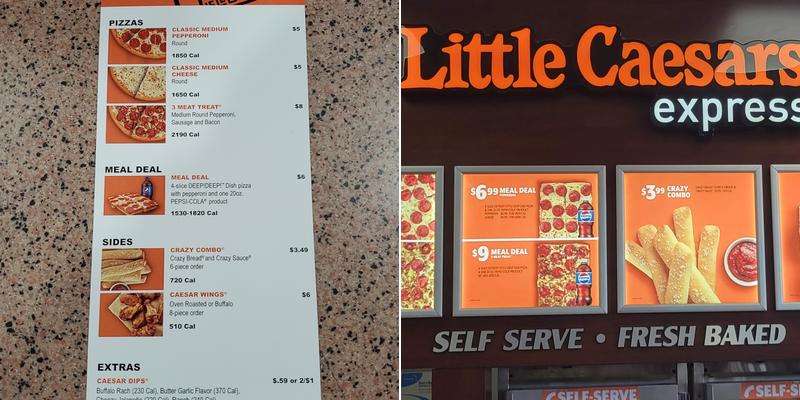 PIZZAS
CLASSIC MEDIUM PEPPERONI $5
Round
1850 Cal
CLASSIC MEDIUM CHEESE $5
Round
1650 Cal
3 MEAT TREAT® $8
Medium Round Pepperoni,
Sausage and Bacon
2190 Cal
MEAL DEAL
MEAL DEAL $6
4-slice DEEP!DEEP!™ Dish pizza
with pepperoni and one 20oz.
PEPSI-COLA® product
1530-1820 Cal
SIDES
CRAZY COMBO® $3.49
Crazy Bread® and Crazy Sauce®
6-piece order
720 Cal
CAESAR WINGS® $6
Oven Roasted or Buffalo
8-piece order
510 Cal
EXTRAS
CAESAR DIPS® $.59 or 2/$1
Buffalo Rach (230 Cal), Butter Garlic Flavor (370 Cal),
Little Caesars
express
$6.99 MEAL DEAL
$9 MEAL DEAL
3 MEAT TREAT
$3.99 CRAZY
COMBO
SELF SERVE • FRESH BAKED
SELF-SERVE